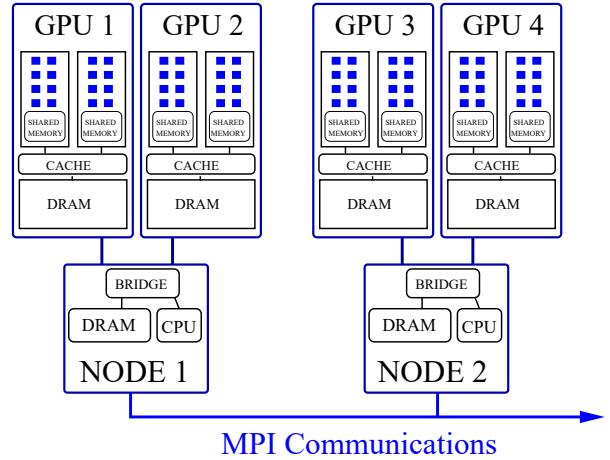 GPU 1
GPU 2
GPU 3
GPU 4
SHARED
MEMORY
SHARED
MEMORY
SHARED
MEMORY
SHARED
MEMORY
SHARED
MEMORY
SHARED
MEMORY
SHARED
MEMORY
SHARED
MEMORY
CACHE
CACHE
CACHE
CACHE
DRAM
DRAM
DRAM
DRAM
BRIDGE
DRAM
CPU
NODE 1
BRIDGE
DRAM
CPU
NODE 2
MPI Communications